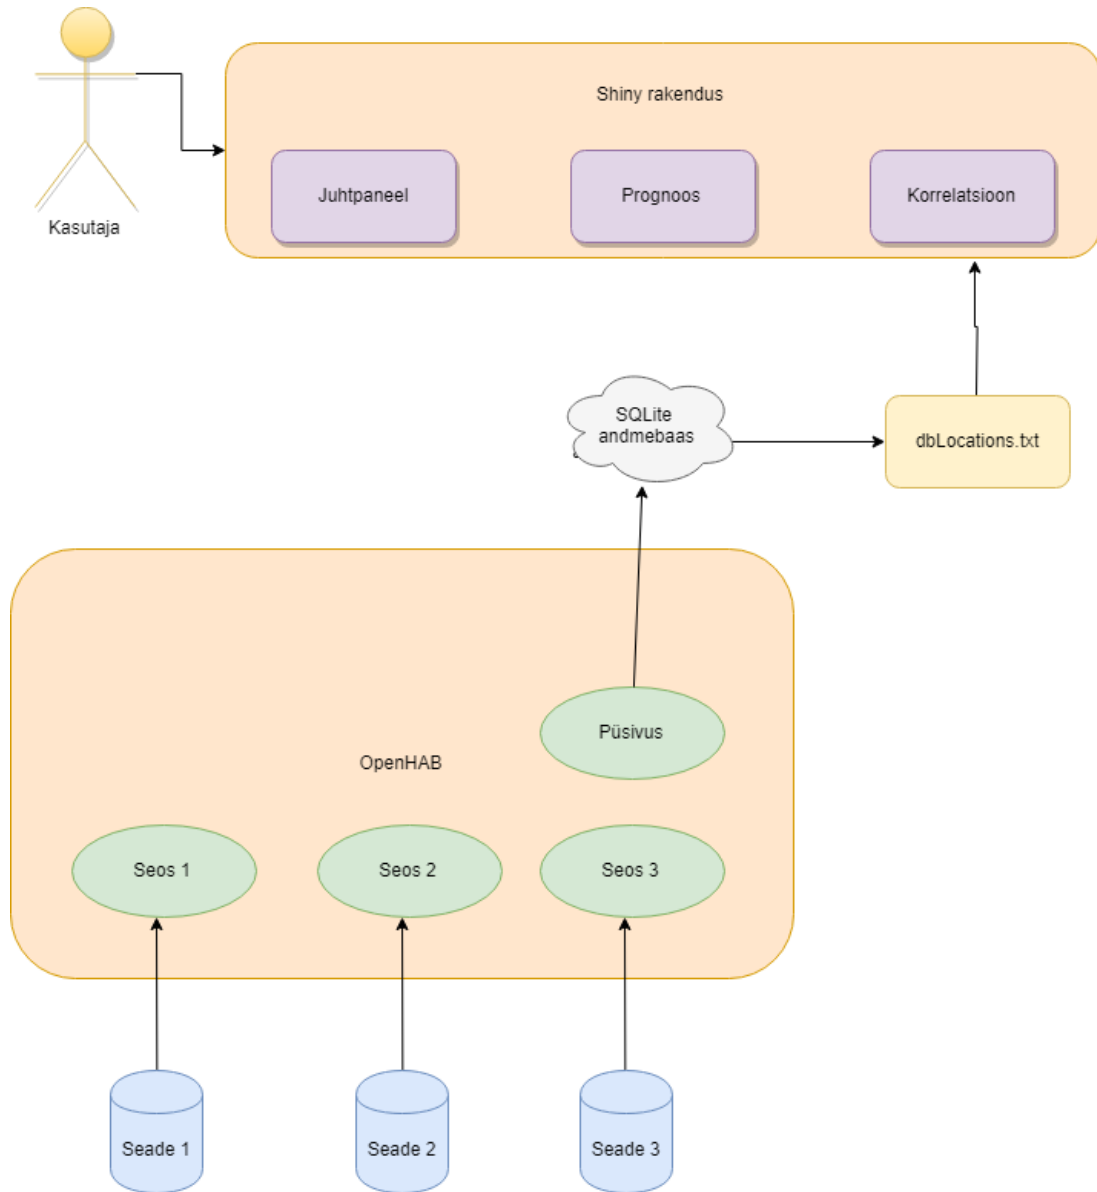 Shiny rakendus
Juhtpaneel
Prognoos
Korrelatsioon
Kasutaja
SQLite
andmebaas
dbLocations.txt
Püsivus
OpenHAB
Seos 1
Seos 2
Seos 3
Seade 1
Seade 2
Seade 3